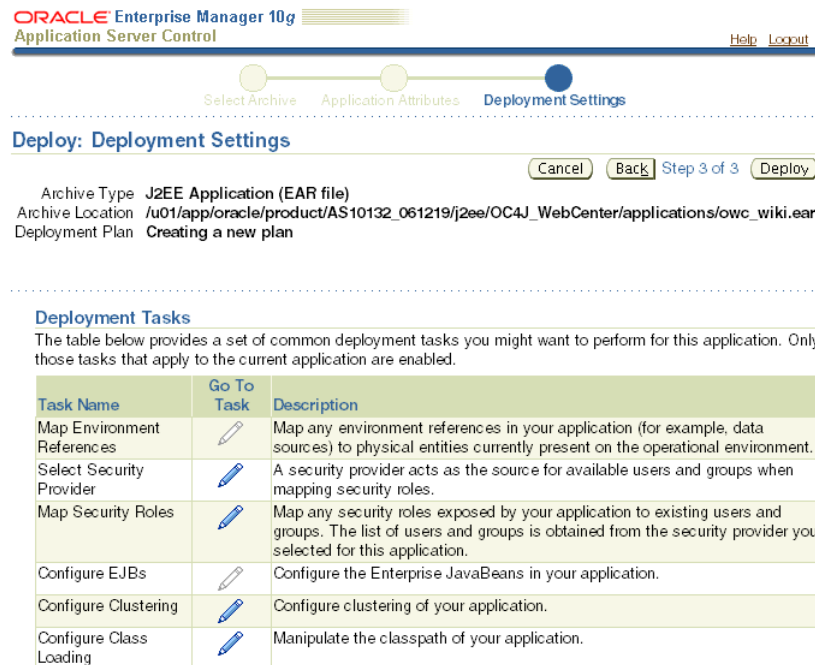 ORACLE Enterprise Manager 10g
Application Server Control
Help Logout
Select Archive Application Attributes Deployment Settings
Deploy: Deployment Settings
Cancel Back Step 3 of 3 Deploy
Archive Type J2EE Application (EAR file)
Archive Location /u01/app/oracle/product/AS10132_061219/j2ee/OC4J_WebCenter/applications/owc_wiki.ear
Deployment Plan Creating a new plan
Deployment Tasks
The table below provides a set of common deployment tasks you might want to perform for this application. Only
those tasks that apply to the current application are enabled.
Task Name
Go To
Task
Description
Map Environment
References
Map any environment references in your application (for example, data
sources) to physical entities currently present on the operational environment.
Select Security
Provider
A security provider acts as the source for available users and groups when
mapping security roles.
Map Security Roles
Map any security roles exposed by your application to existing users and
groups. The list of users and groups is obtained from the security provider you
selected for this application.
Configure EJBs
Configure the Enterprise JavaBeans in your application.
Configure Clustering
Configure clustering of your application.
Configure Class
Loading
Manipulate the classpath of your application.